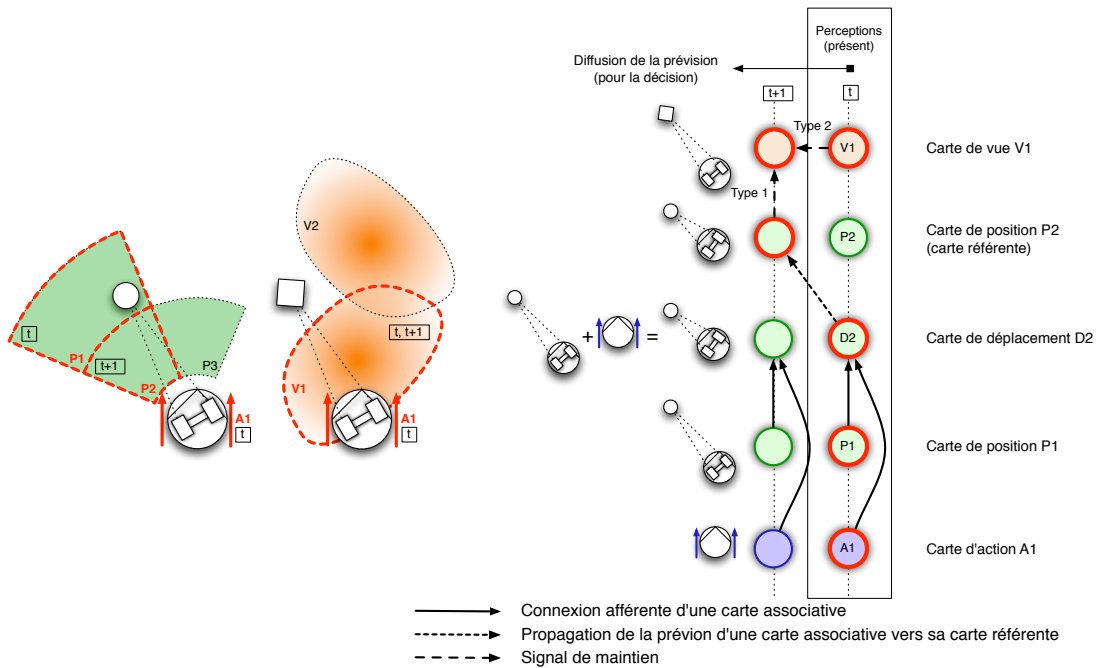 Perceptions
(présent)
Diffusion de la prévision
(pour la décision)
t+1
t
Type 2
V1
Carte de vue V1
Type 1
P2
Carte de position P2
(carte référente)
D2
Carte de déplacement D2
P1
Carte de position P1
A1
Carte d'action A1
V2
t
P1
t+1
P2
P3
A1
t
t, t+1
V1
A1
t
+
=
Connexion afférente d'une carte associative
Propagation de la prévion d'une carte associative vers sa carte référente
Signal de maintien